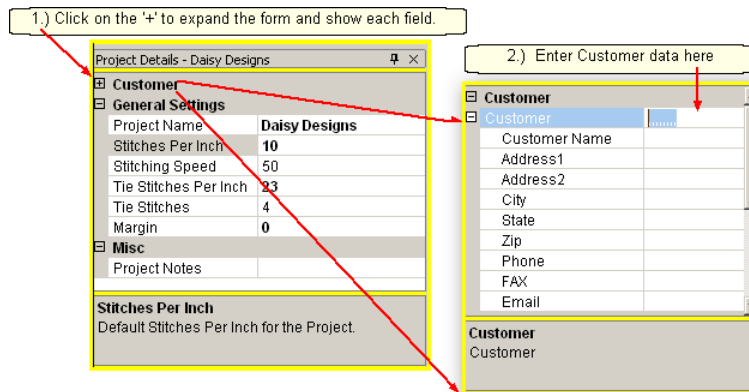 1.) Click on the '+' to expand the form and show each field.
Project Details - Daisy Designs
Customer
General Settings
Project Name Daisy Designs
Stitches Per Inch 10
Stitching Speed 50
Tie Stitches Per Inch 23
Tie Stitches 4
Margin 0
Misc
Project Notes
Stitches Per Inch
Default Stitches Per Inch for the Project.
2.) Enter Customer data here
Customer
Customer ,,,,,,,,
Customer Name
Address1
Address2
City
State
Zip
Phone
FAX
Email
Customer
Customer